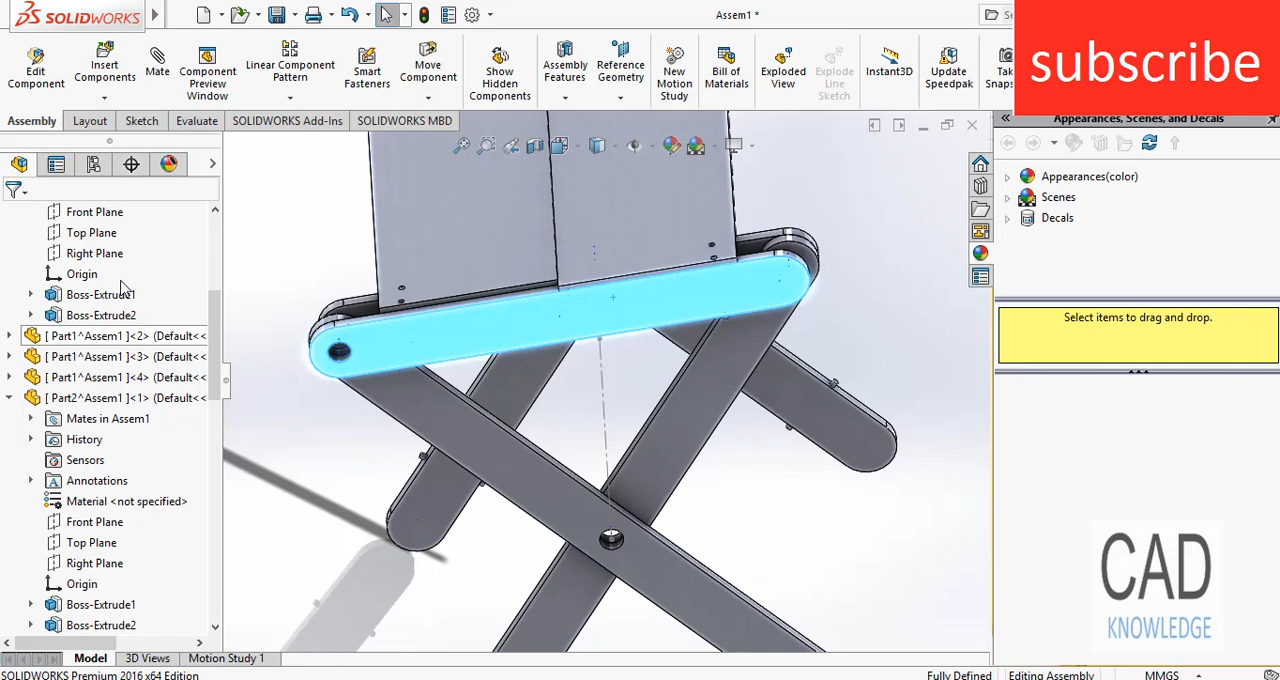 SOLIDWORKS
Assem1 *
subscribe
Edit Component
Insert Components
Mate
Component Preview Window
Linear Component Pattern
Smart Fasteners
Move Component
Show Hidden Components
Assembly Features
Reference Geometry
New Motion Study
Bill of Materials
Exploded View
Explode Line Sketch
Instant3D
Update Speedpak
Assembly
Layout
Sketch
Evaluate
SOLIDWORKS Add-Ins
SOLIDWORKS MBD
Appearances, Scenes, and Decals
Appearances(color)
Scenes
Decals
Select items to drag and drop.
Front Plane
Top Plane
Right Plane
Origin
Boss-Extrude1
Boss-Extrude2
[ Part1^Assem1 ]<2> (Default<<
[ Part1^Assem1 ]<3> (Default<<
[ Part1^Assem1 ]<4> (Default<<
[ Part2^Assem1 ]<1> (Default<<
Mates in Assem1
History
Sensors
Annotations
Material <not specified>
Front Plane
Top Plane
Right Plane
Origin
Boss-Extrude1
Boss-Extrude2
CAD
KNOWLEDGE
Model
3D Views
Motion Study 1
SOLIDWORKS Premium 2016 x64 Edition
Fully Defined
Editing Assembly
MMGS